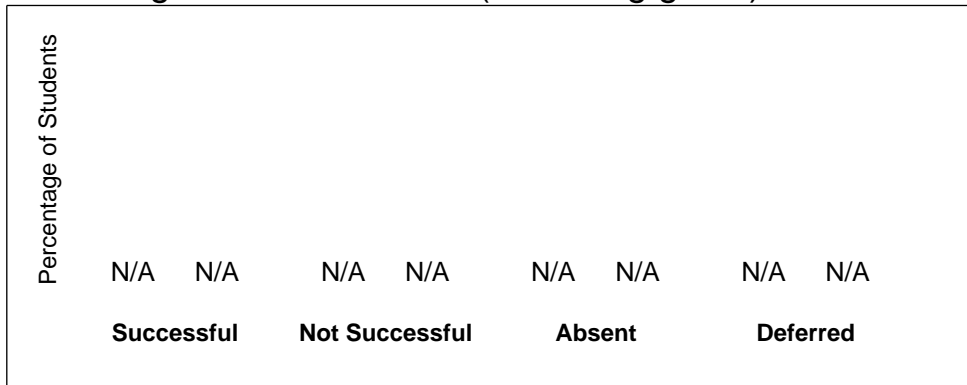 Percentage of Students
N/A N/A N/A N/A N/A N/A N/A N/A
Successful Not Successful Absent Deferred